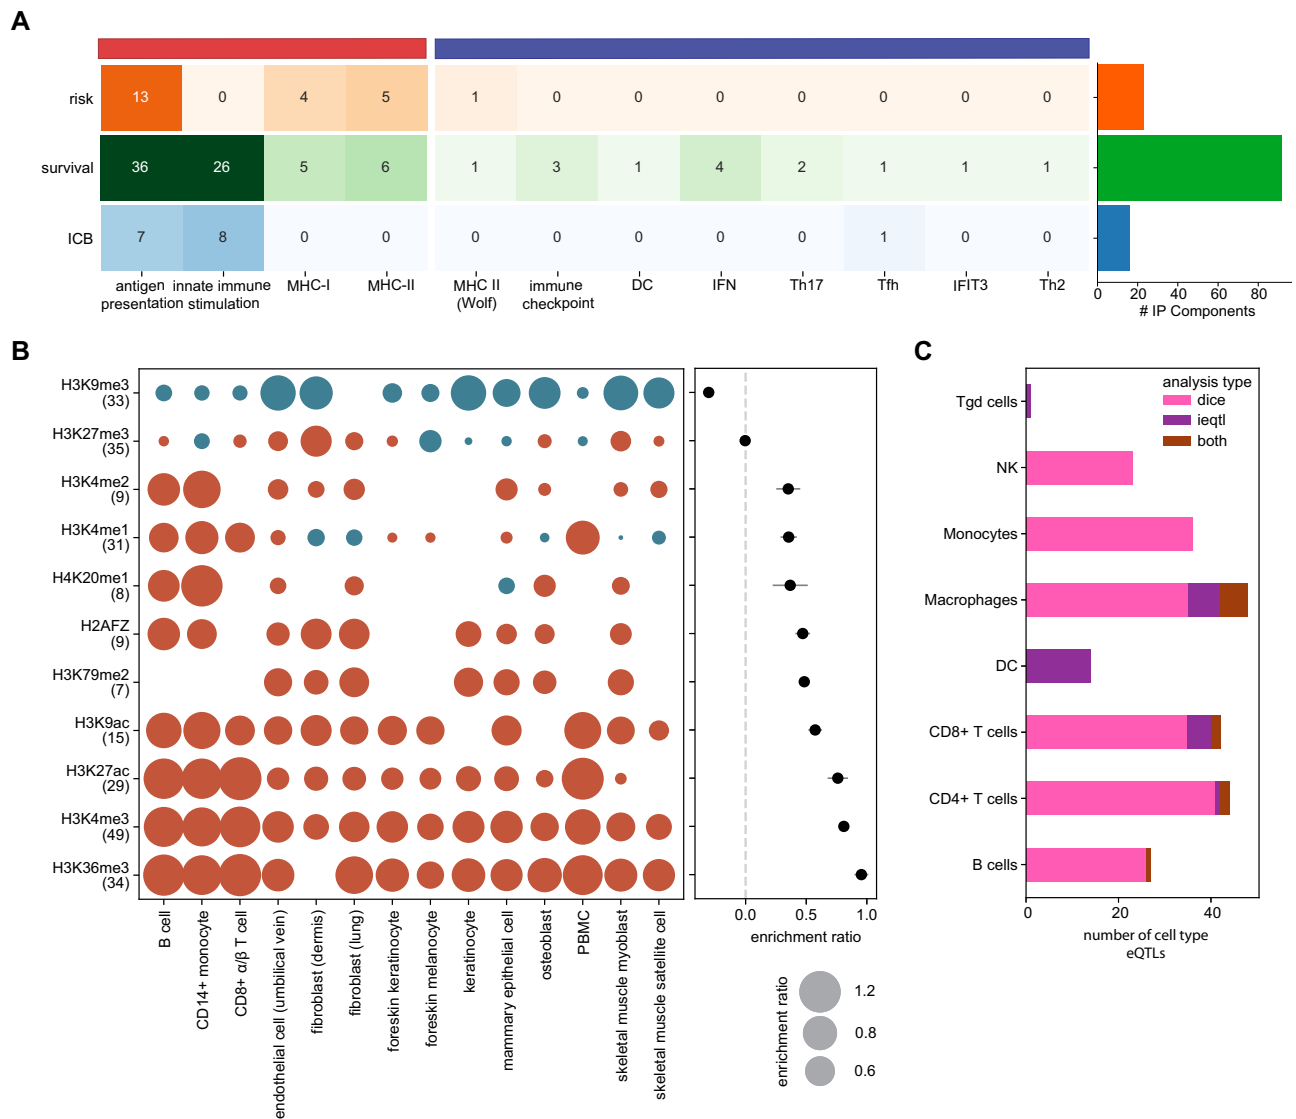 A
risk
13 0 4 5 1 0 0 0 0 0 0 0
survival
36 26 5 6 1 3 1 4 2 1 1 1
ICB
7 8 0 0 0 0 0 0 0 1 0 0
antigen presentation
innate immune stimulation
MHC-I
MHC-II
MHC II
(Wolf)
immune
checkpoint
DC
IFN
Th17
Tfh
IFIT3
Th2
0 20 40 60 80
# IP Components
B
H3K9me3
(33)
H3K27me3
(35)
H3K4me2
(9)
H3K4me1
(31)
H4K20me1
(8)
H2AFZ
(9)
H3K79me2
(7)
H3K9ac
(15)
H3K27ac
(29)
H3K4me3
(49)
H3K36me3
(34)
B cell
CD14+ monocyte
CD8+ α/β T cell
endothelial cell (umbilical vein)
fibroblast (dermis)
fibroblast (lung)
foreskin keratinocyte
foreskin melanocyte
keratinocyte
mammary epithelial cell
osteoblast
PBMC
skeletal muscle myoblast
skeletal muscle satellite cell
0.0 0.5 1.0
enrichment ratio
enrichment ratio
1.2
0.8
0.6
C
analysis type
dice
ieqtl
both
Tgd cells
NK
Monocytes
Macrophages
DC
CD8+ T cells
CD4+ T cells
B cells
0 20 40
number of cell type
eQTLs